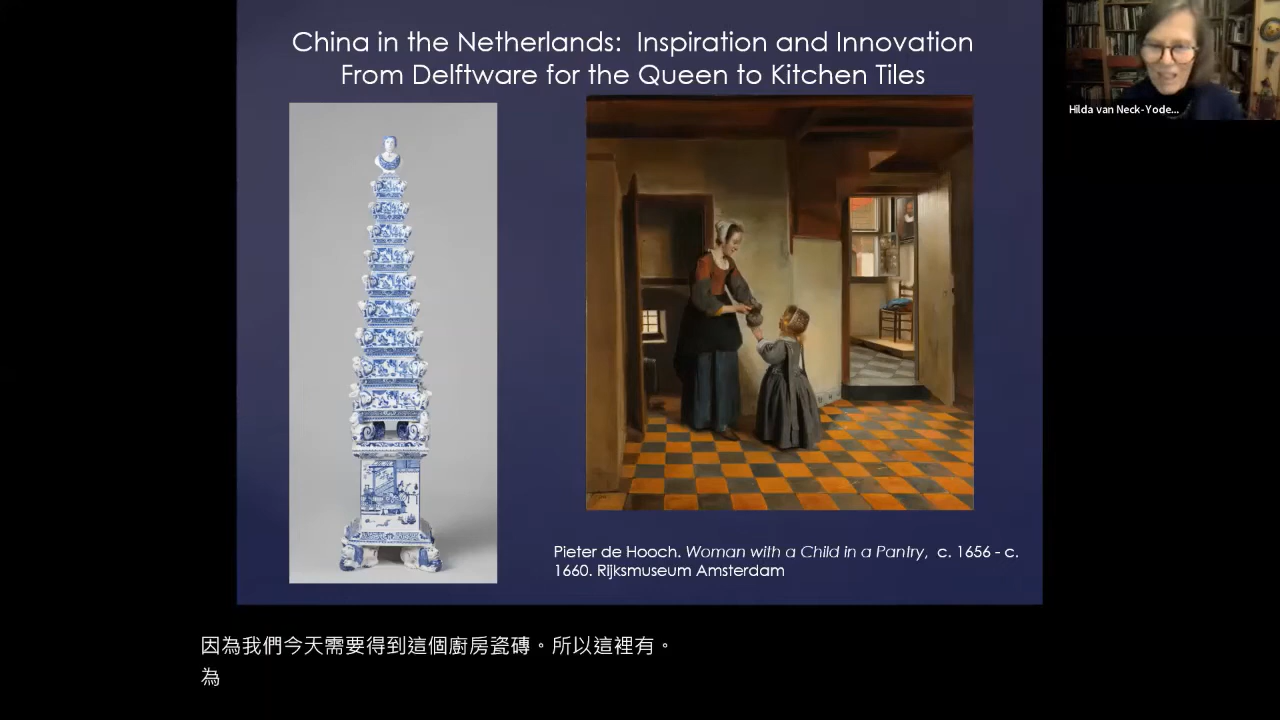 China in the Netherlands: Inspiration and Innovation
From Delftware for the Queen to Kitchen Tiles
Hilda van Neck-Yode...
Pieter de Hooch. Woman with a Child in a Pantry, c. 1656 - c.
1660. Rijksmuseum Amsterdam
因為我們今天需要得到這個廚房瓷磚。所以這裡有。
為